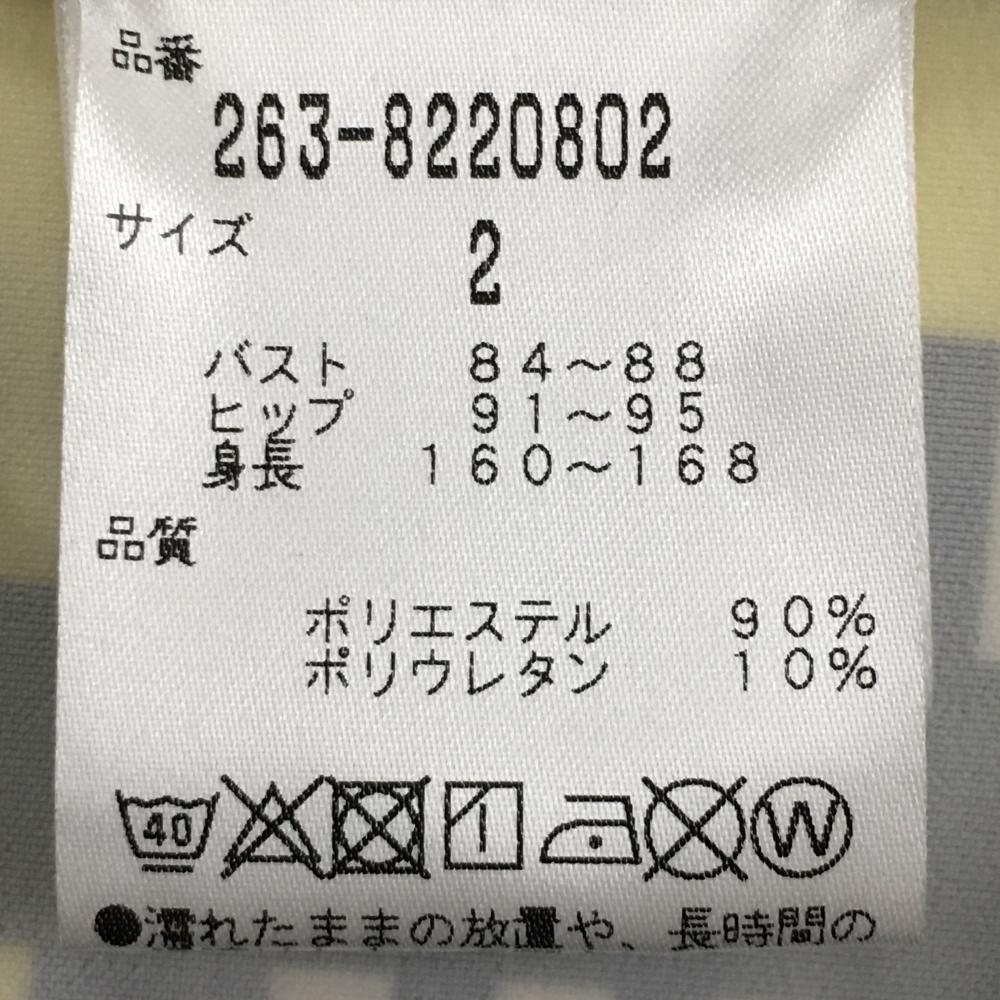 品番
263-8220802
サイズ 2
バスト 84〜88
ヒップ 91〜95
身長 160〜168
品質
ポリエステル 90%
ポリウレタン 10%
40 W
●濡れたままの放置や、長時間の